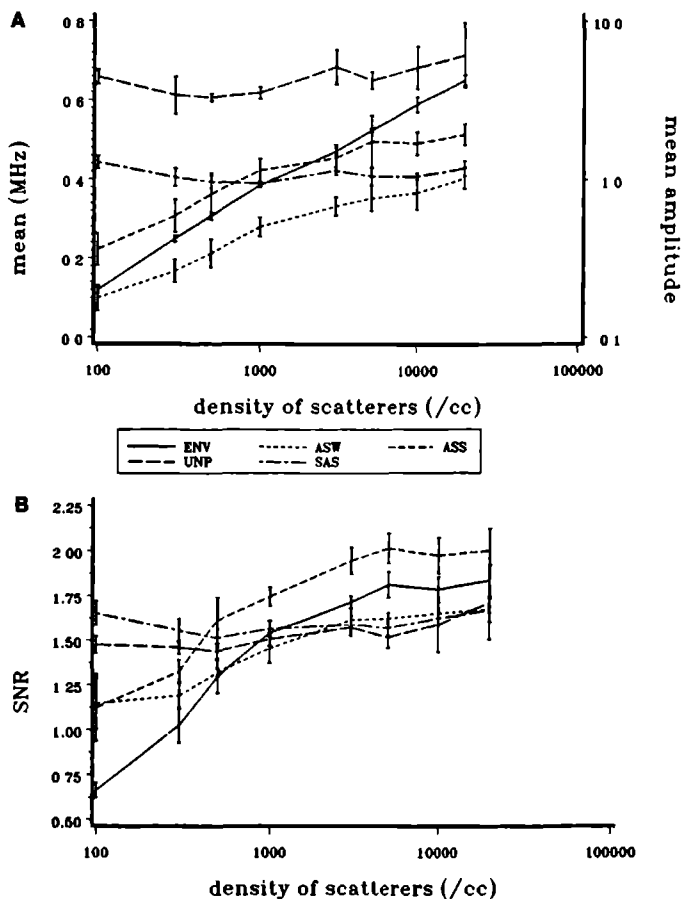 A
0 8
0 6
0 4
0 2
0 0
mean (MHz)
10 0
1 0
0 1
mean amplitude
100
1000
10000
100000
density of scatterers (/cc)
ENV
ASW
ASS
UNP
SAS
B
2.25
2.00
1.75
1.50
1.25
1.00
0.75
0.50
SNR
100
1000
10000
100000
density of scatterers (/cc)